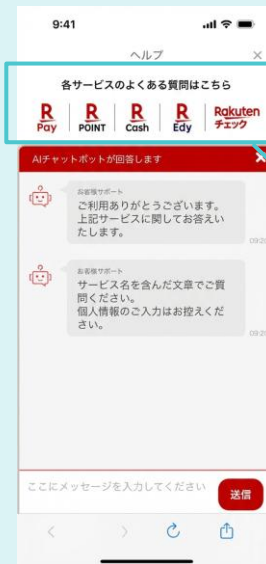 9:41
ヘルプ ×
各サービスのよくある質問はこちら
R Pay
R POINT
R Cash
R Edy
Rakuten チェック
AIチャットボットが回答します ×
お客様サポート
ご利用ありがとうございます。
上記サービスに関してお答えい
たします。
09:29
お客様サポート
サービス名を含んだ文章でご質
問ください。
個人情報のご入力はお控えくだ
さい。
09:29
ここにメッセージを入力してください
送信